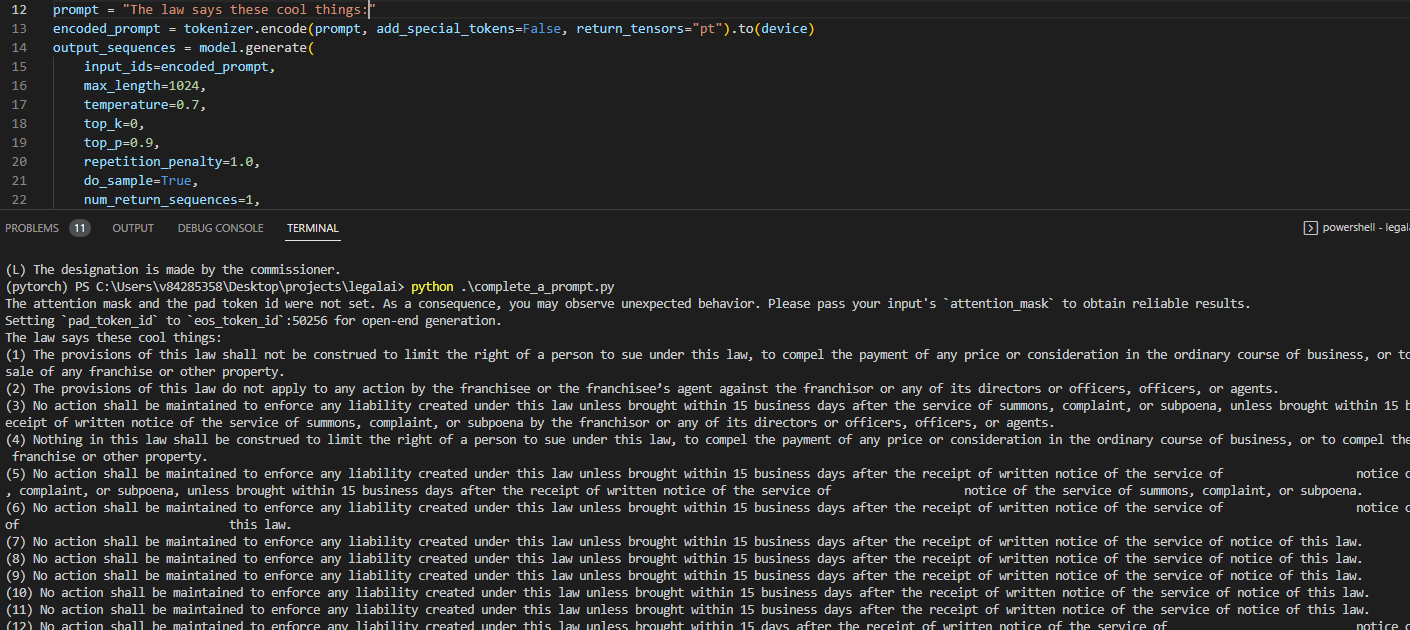 12 prompt = "The law says these cool things:"
13 encoded_prompt = tokenizer.encode(prompt, add_special_tokens=False, return_tensors="pt").to(device)
14 output_sequences = model.generate(
15 input_ids=encoded_prompt,
16 max_length=1024,
17 temperature=0.7,
18 top_k=0,
19 top_p=0.9,
20 repetition_penalty=1.0,
21 do_sample=True,
22 num_return_sequences=1,
PROBLEMS 11 OUTPUT DEBUG CONSOLE TERMINAL powershell - legala
(L) The designation is made by the commissioner.
(pytorch) PS C:\Users\v84285358\Desktop\projects\legalai> python .\complete_a_prompt.py
The attention mask and the pad token id were not set. As a consequence, you may observe unexpected behavior. Please pass your input's `attention_mask` to obtain reliable results.
Setting `pad_token_id` to `eos_token_id`:50256 for open-end generation.
The law says these cool things:
(1) The provisions of this law shall not be construed to limit the right of a person to sue under this law, to compel the payment of any price or consideration in the ordinary course of business, or to
sale of any franchise or other property.
(2) The provisions of this law do not apply to any action by the franchisee or the franchisee’s agent against the franchisor or any of its directors or officers, officers, or agents.
(3) No action shall be maintained to enforce any liability created under this law unless brought within 15 business days after the service of summons, complaint, or subpoena, unless brought within 15 b
eceipt of written notice of the service of summons, complaint, or subpoena by the franchisor or any of its directors or officers, officers, or agents.
(4) Nothing in this law shall be construed to limit the right of a person to sue under this law, to compel the payment of any price or consideration in the ordinary course of business, or to compel the
franchise or other property.
(5) No action shall be maintained to enforce any liability created under this law unless brought within 15 business days after the receipt of written notice of the service of notice o
, complaint, or subpoena, unless brought within 15 business days after the receipt of written notice of the service of notice of the service of summons, complaint, or subpoena.
(6) No action shall be maintained to enforce any liability created under this law unless brought within 15 business days after the receipt of written notice of the service of notice o
of this law.
(7) No action shall be maintained to enforce any liability created under this law unless brought within 15 business days after the receipt of written notice of the service of notice of this law.
(8) No action shall be maintained to enforce any liability created under this law unless brought within 15 business days after the receipt of written notice of the service of notice of this law.
(9) No action shall be maintained to enforce any liability created under this law unless brought within 15 business days after the receipt of written notice of the service of notice of this law.
(10) No action shall be maintained to enforce any liability created under this law unless brought within 15 business days after the receipt of written notice of the service of notice of this law.
(11) No action shall be maintained to enforce any liability created under this law unless brought within 15 business days after the receipt of written notice of the service of notice of this law.
(12) No action shall be maintained to enforce any liability created under this law unless brought within 15 business days after the receipt of written notice of the service of notice